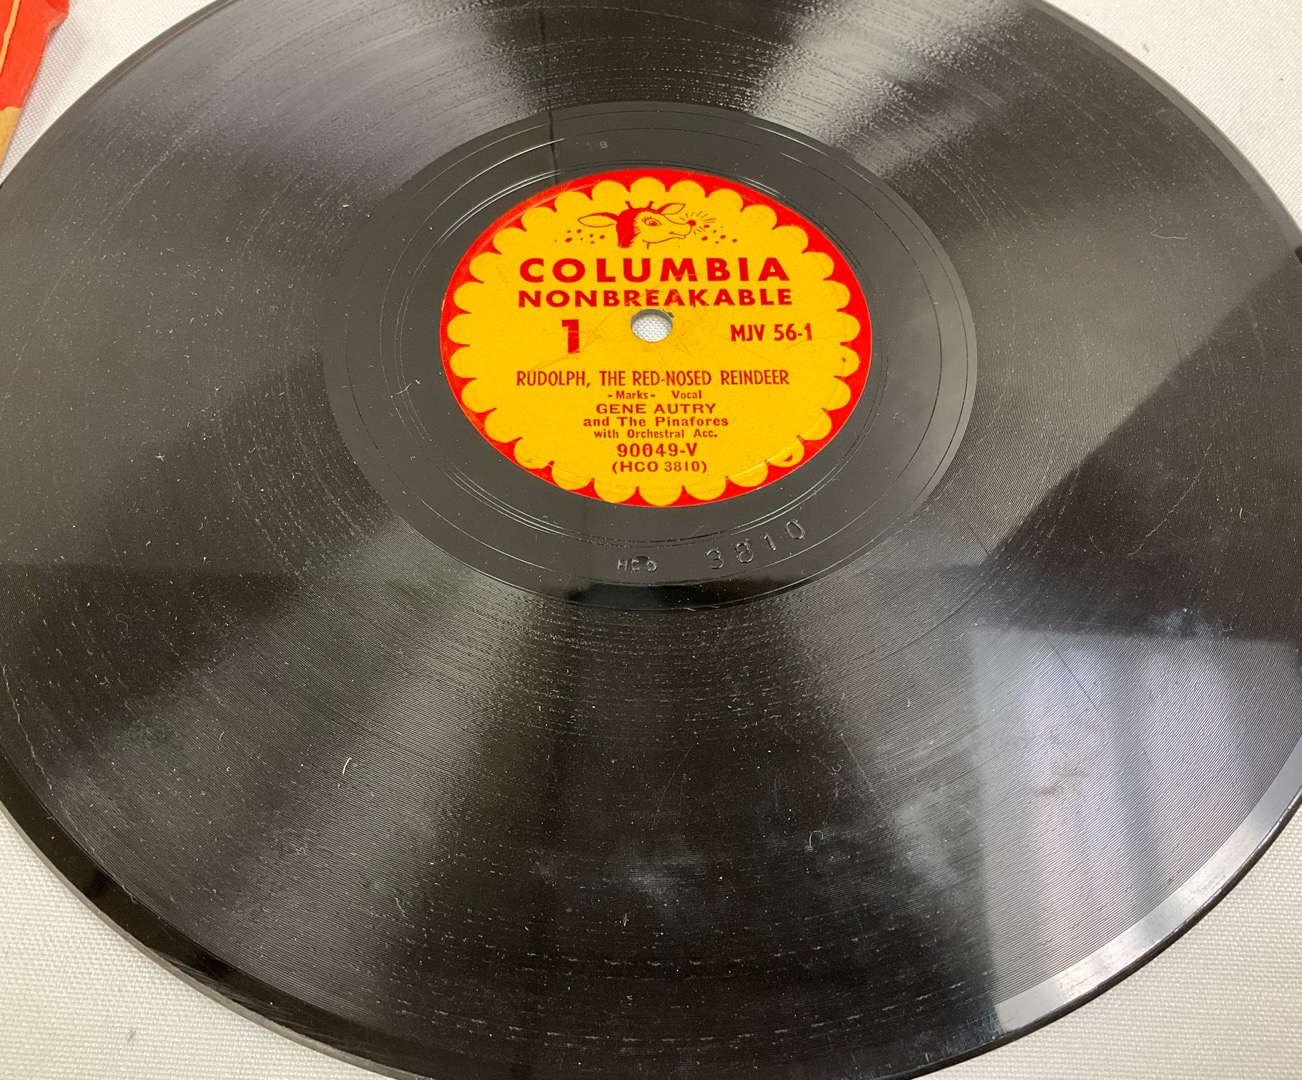 COLUMBIA
NONBREAKABLE
1 MJV 56-1
RUDOLPH, THE RED-NOSED REINDEER
-Marks- Vocal
GENE AUTRY
and The Pinafores
with Orchestral Acc.
90049-V
(HCO 3810)
HCO 3810